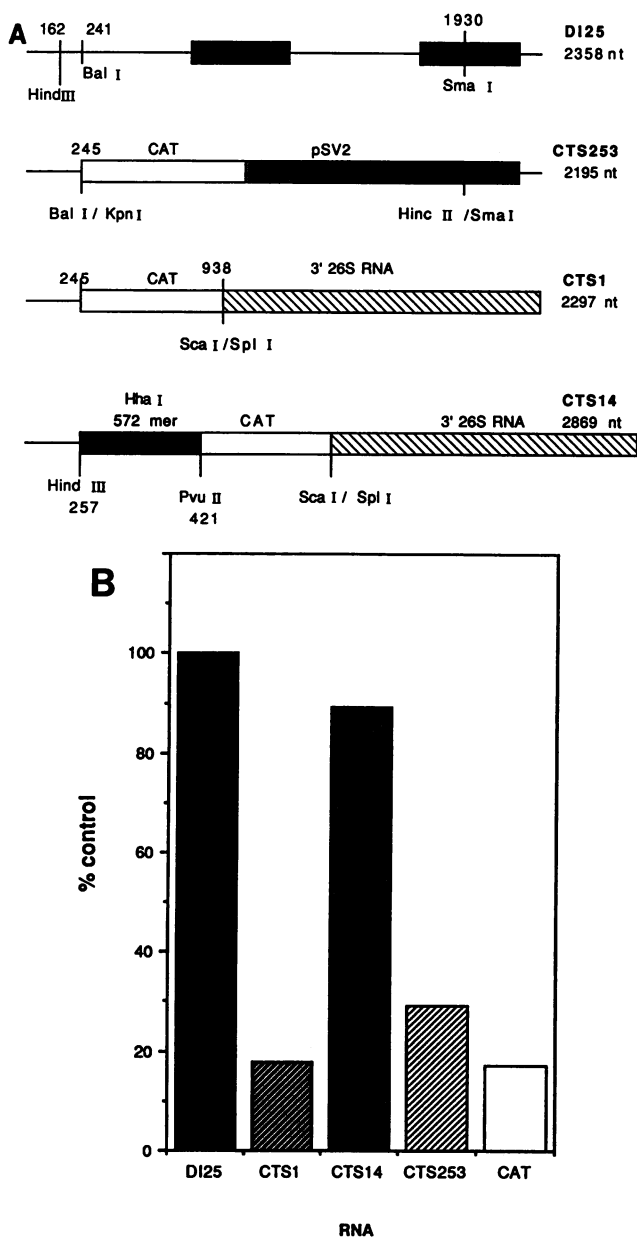 A
162 241 1930 DI25
2358 nt
Bal I
HindIII Sma I
245 CAT pSV2 CTS253
2195 nt
Bal I / Kpn I Hinc II /Sma I
245 CAT 938 3' 26S RNA CTS1
2297 nt
Sca I /Spl I
Hha I CTS14
572 mer CAT 3' 26S RNA 2869 nt
Hind III Pvu II Sca I / Spl I
257 421
B
100
80
60
40
20
0
% control
DI25 CTS1 CTS14 CTS253 CAT
RNA